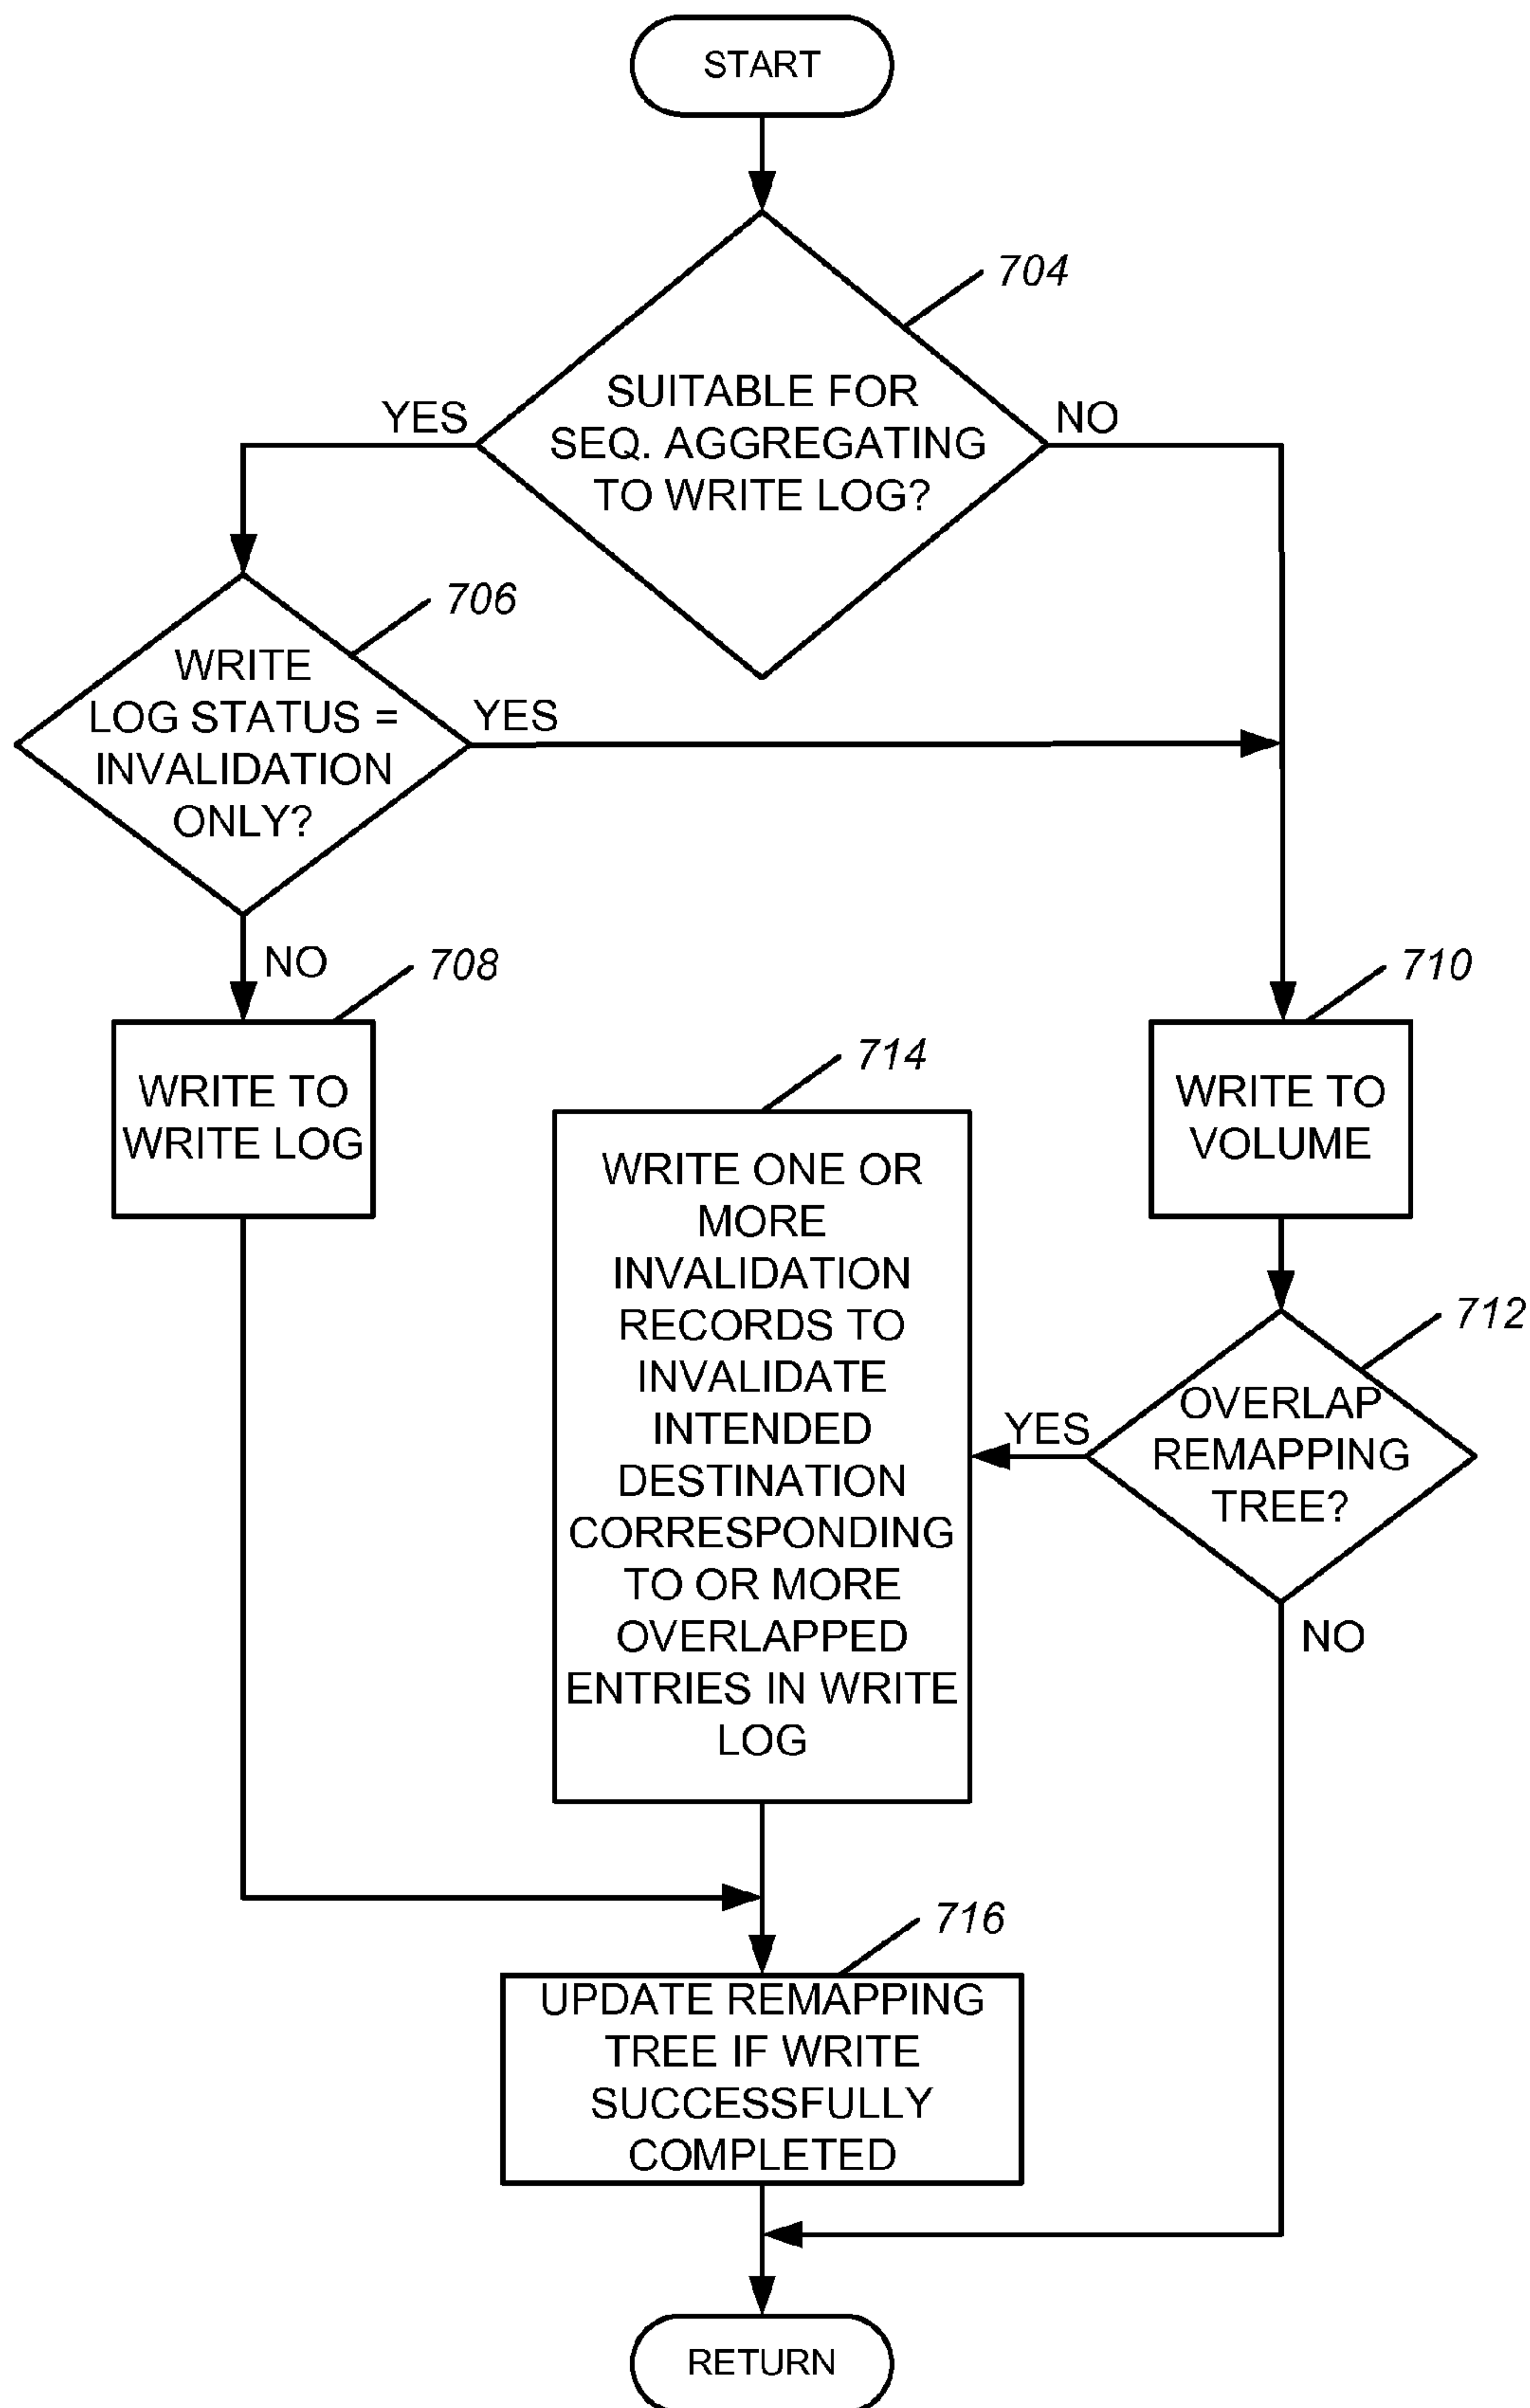 START
704
SUITABLE FOR
SEQ. AGGREGATING
TO WRITE LOG?
YES
NO
706
WRITE
LOG STATUS =
INVALIDATION
ONLY?
YES
NO
708
WRITE TO
WRITE LOG
710
WRITE TO
VOLUME
712
OVERLAP
REMAPPING
TREE?
YES
NO
714
WRITE ONE OR
MORE
INVALIDATION
RECORDS TO
INVALIDATE
INTENDED
DESTINATION
CORRESPONDING
TO OR MORE
OVERLAPPED
ENTRIES IN WRITE
LOG
716
UPDATE REMAPPING
TREE IF WRITE
SUCCESSFULLY
COMPLETED
RETURN